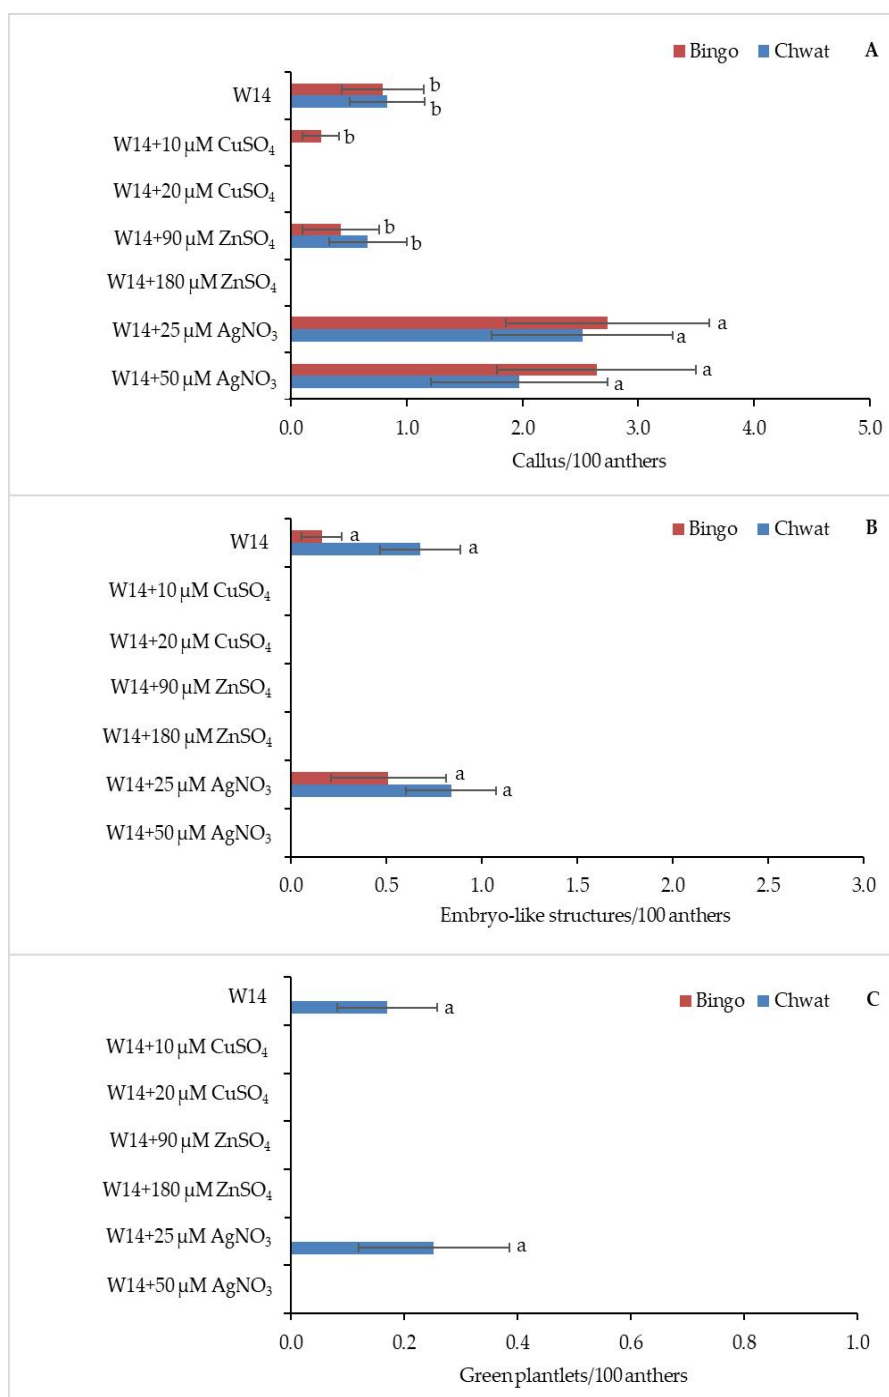 Bingo Chwat A
W14 b
b
W14+10 µM CuSO₄ b
W14+20 µM CuSO₄
W14+90 µM ZnSO₄ b
b
W14+180 µM ZnSO₄
W14+25 µM AgNO₃ a
a
W14+50 µM AgNO₃ a
a
0.0 1.0 2.0 3.0 4.0 5.0
Callus/100 anthers
Bingo Chwat B
W14 a a
W14+10 µM CuSO₄
W14+20 µM CuSO₄
W14+90 µM ZnSO₄
W14+180 µM ZnSO₄
W14+25 µM AgNO₃ a
a
W14+50 µM AgNO₃
0.0 0.5 1.0 1.5 2.0 2.5 3.0
Embryo-like structures/100 anthers
W14 Bingo Chwat C
a
W14+10 µM CuSO₄
W14+20 µM CuSO₄
W14+90 µM ZnSO₄
W14+180 µM ZnSO₄
W14+25 µM AgNO₃ a
W14+50 µM AgNO₃
0.0 0.2 0.4 0.6 0.8 1.0
Green plantlets/100 anthers